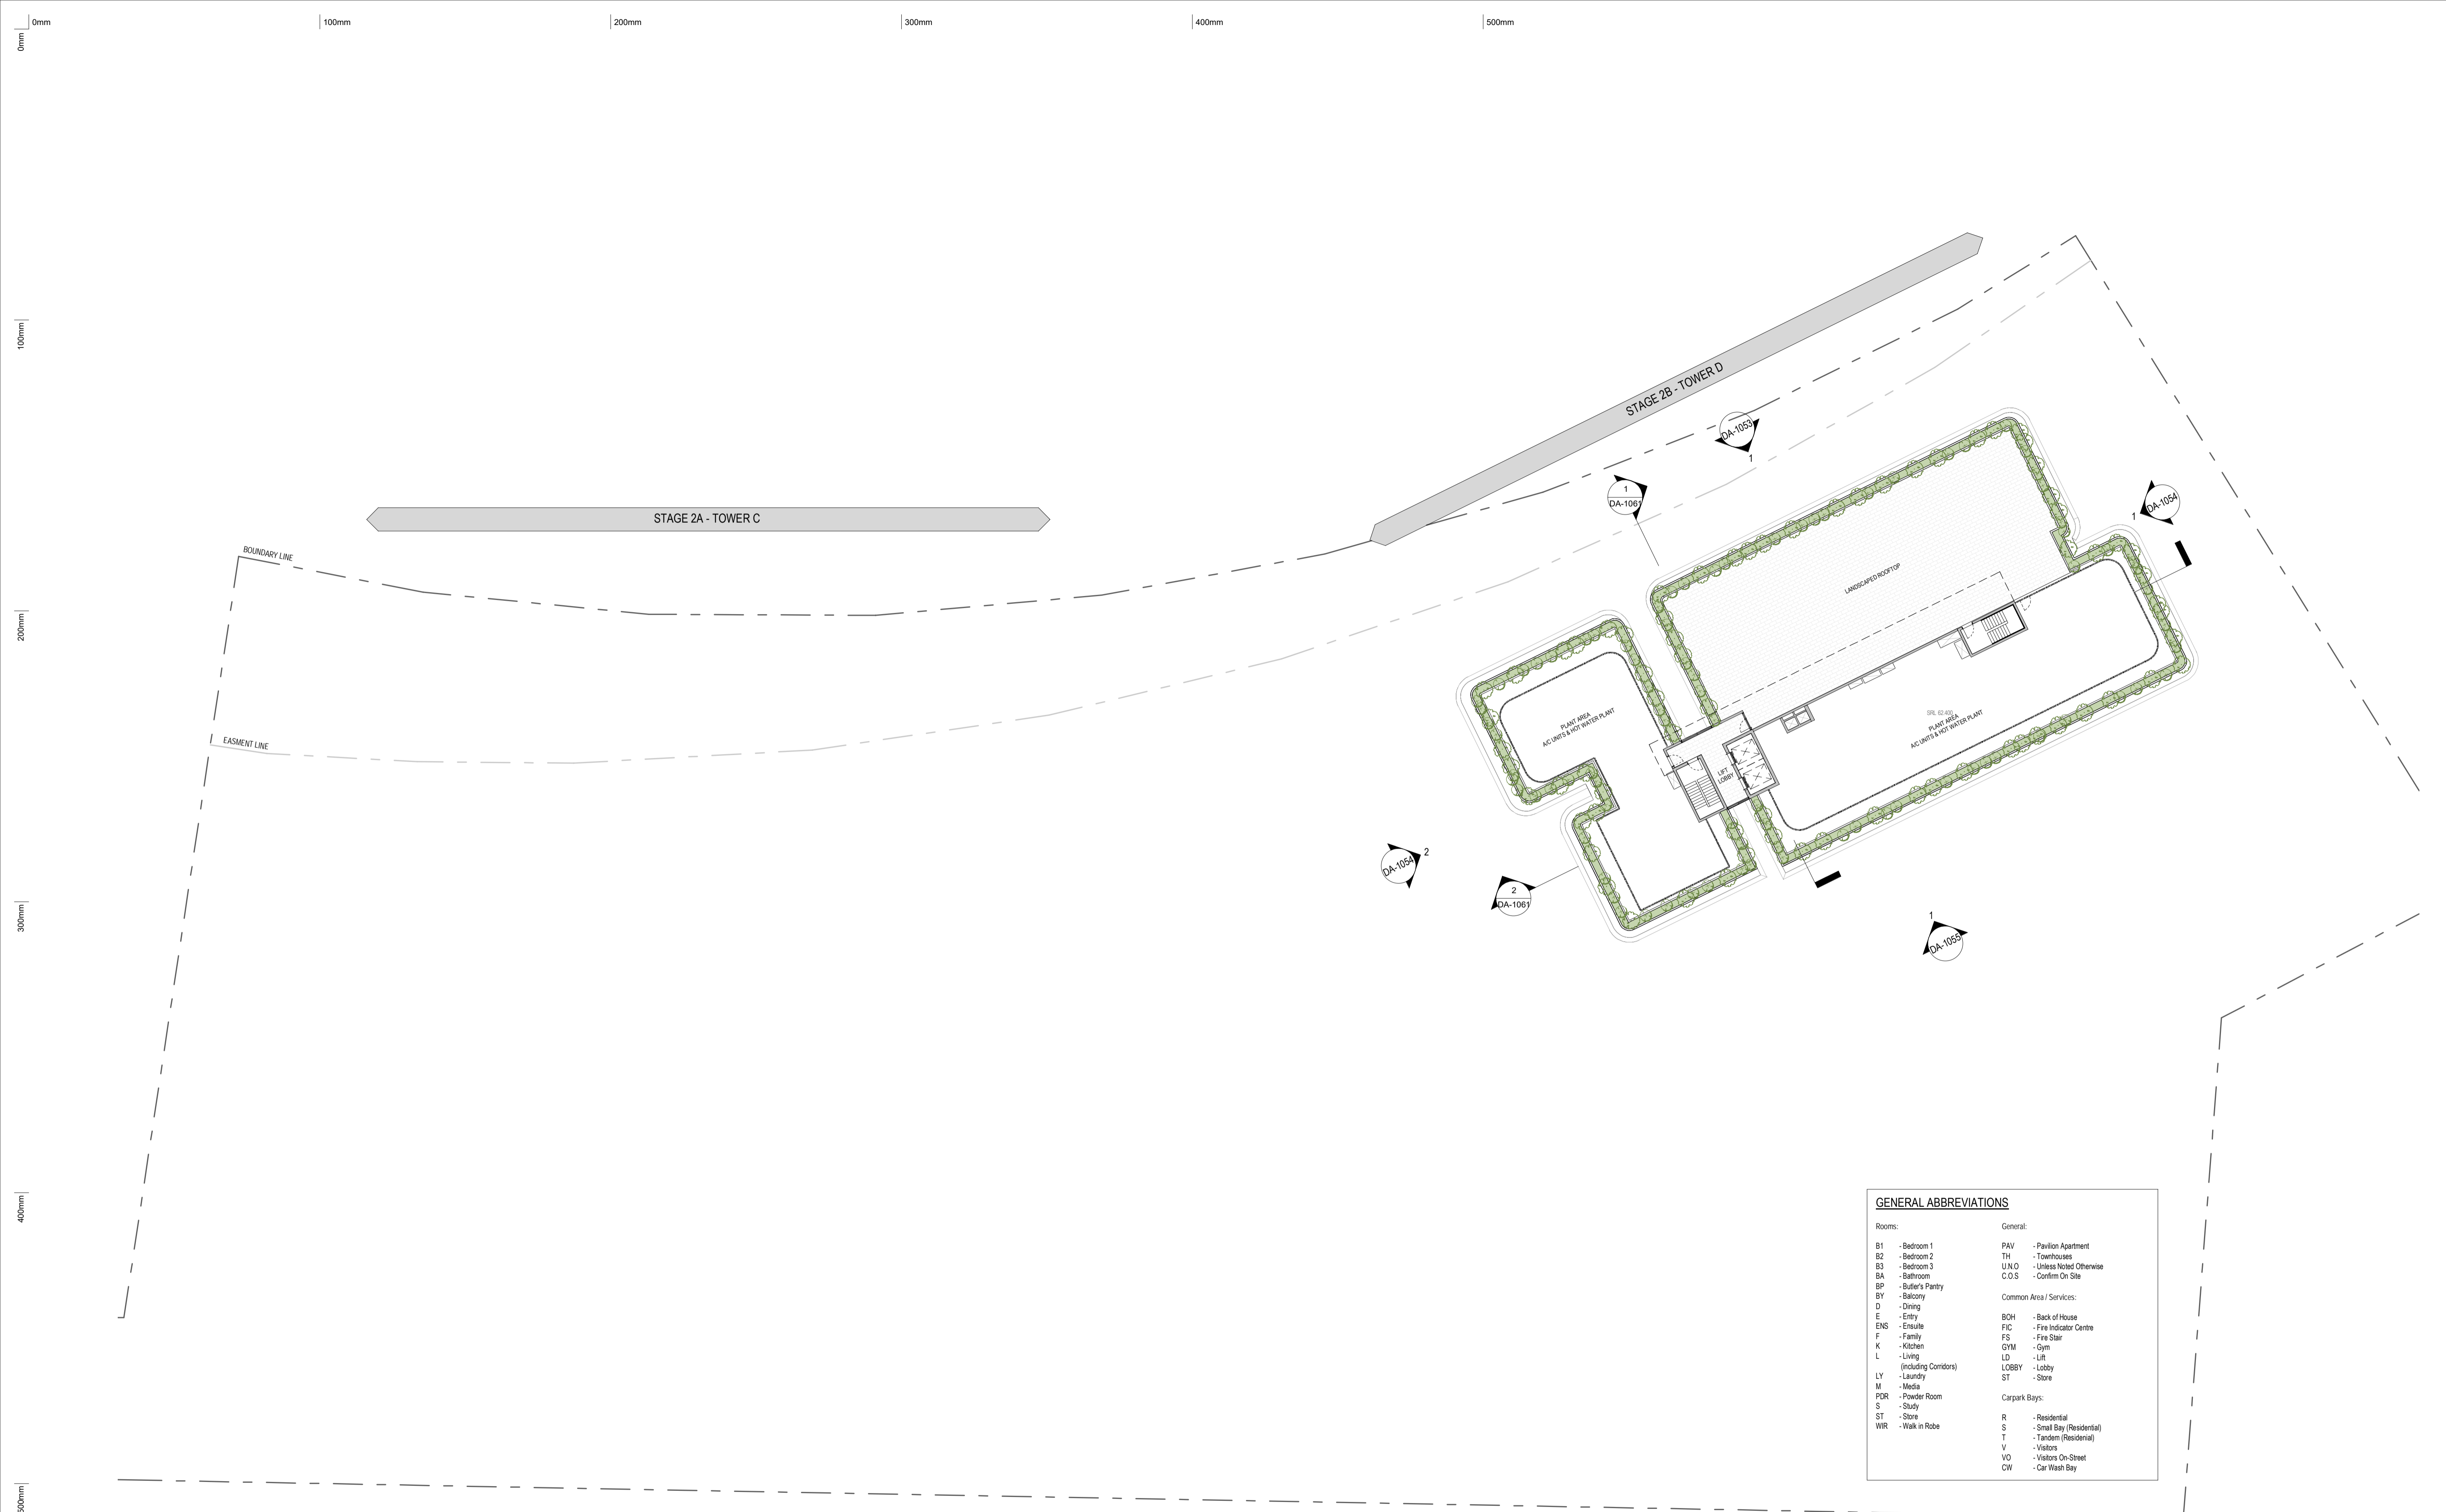 0mm
100mm
200mm
300mm
400mm
500mm
0mm
100mm
200mm
300mm
400mm
500mm
STAGE 2A - TOWER C
STAGE 2B - TOWER D
BOUNDARY LINE
EASMENT LINE
DA-1053
1
1
DA-1061
DA-1054
1
LANDSCAPED ROOFTOP
PLANT AREA
A/C UNITS & HOT WATER PLANT
SRL 62.400
PLANT AREA
A/C UNITS & HOT WATER PLANT
LIFT
LOBBY
DA-1054
2
2
DA-1061
1
DA-1055
GENERAL ABBREVIATIONS
Rooms:
B1 - Bedroom 1
B2 - Bedroom 2
B3 - Bedroom 3
BA - Bathroom
BP - Butler's Pantry
BY - Balcony
D - Dining
E - Entry
ENS - Ensuite
F - Family
K - Kitchen
L - Living
(including Corridors)
LY - Laundry
M - Media
PDR - Powder Room
S - Study
ST - Store
WIR - Walk in Robe
General:
PAV - Pavilion Apartment
TH - Townhouses
U.N.O - Unless Noted Otherwise
C.O.S - Confirm On Site
Common Area / Services:
BOH - Back of House
FIC - Fire Indicator Centre
FS - Fire Stair
GYM - Gym
LD - Lift
LOBBY - Lobby
ST - Store
Carpark Bays:
R - Residential
S - Small Bay (Residential)
T - Tandem (Residenial)
V - Visitors
VO - Visitors On-Street
CW - Car Wash Bay